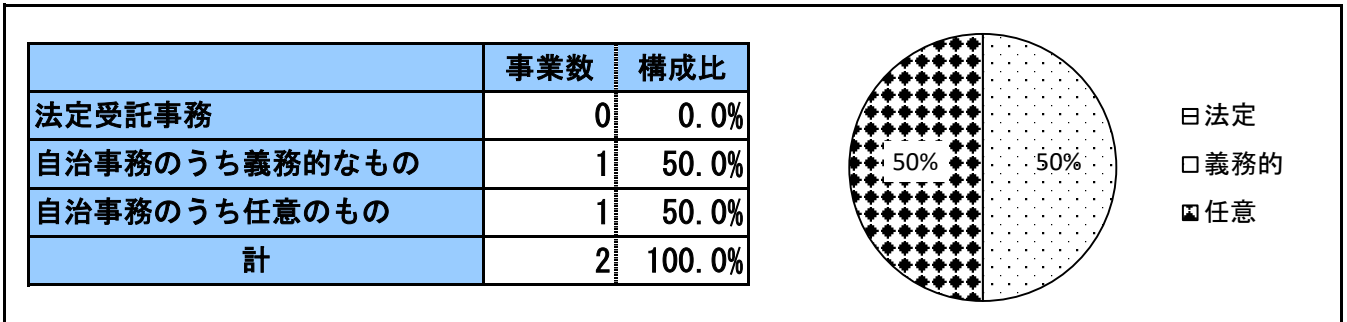 事業数 構成比
法定受託事務 0 0.0%
自治事務のうち義務的なもの 1 50.0%
自治事務のうち任意のもの 1 50.0%
計 2 100.0%
50% 50%
法定
義務的
任意